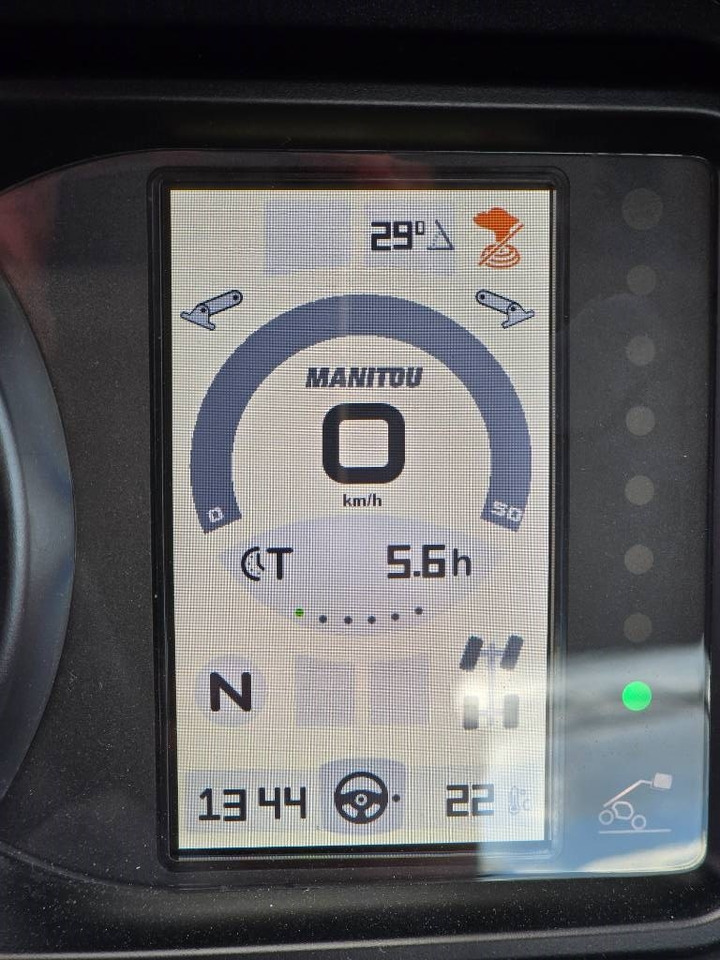 29°
MANITOU
0
km/h
0
50
T 5.6h
N
13 44
22 °C